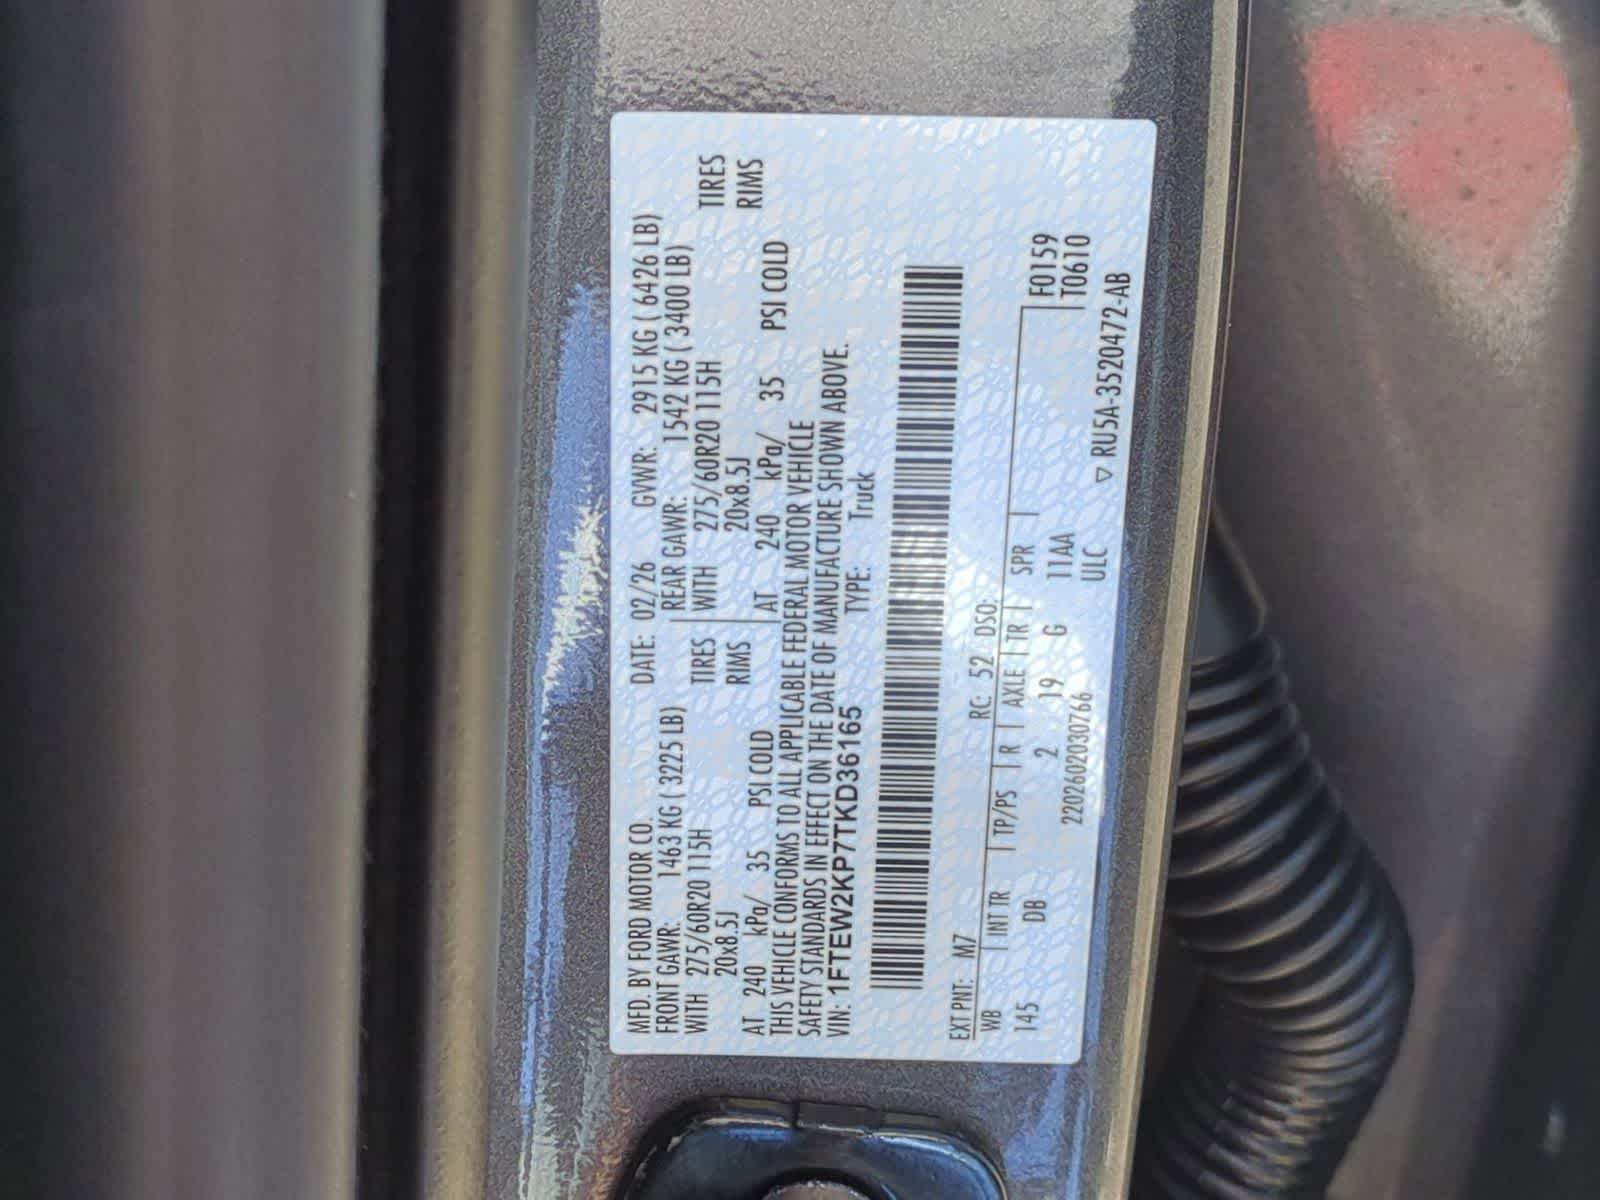 MFD. BY FORD MOTOR CO. DATE: 02/26 GVWR: 2915 KG ( 6426 LB)
FRONT GAWR: 1463 KG ( 3225 LB) REAR GAWR: 1542 KG ( 3400 LB)
WITH 275/60R20 115H TIRES WITH 275/60R20 115H TIRES
20x8.5J RIMS 20x8.5J RIMS
AT 240 kPa/ 35 PSI COLD AT 240 kPa/ 35 PSI COLD
THIS VEHICLE CONFORMS TO ALL APPLICABLE FEDERAL MOTOR VEHICLE
SAFETY STANDARDS IN EFFECT ON THE DATE OF MANUFACTURE SHOWN ABOVE.
VIN: 1FTEW2KP7TKD36165 TYPE: Truck
EXT PNT: M7 RC: 52 DSO:
WB INT TR TP/PS R AXLE TR SPR F0159
145 DB 2 19 G 11AA T0610
2202602030766 ULC ▽ RU5A-3520472-AB